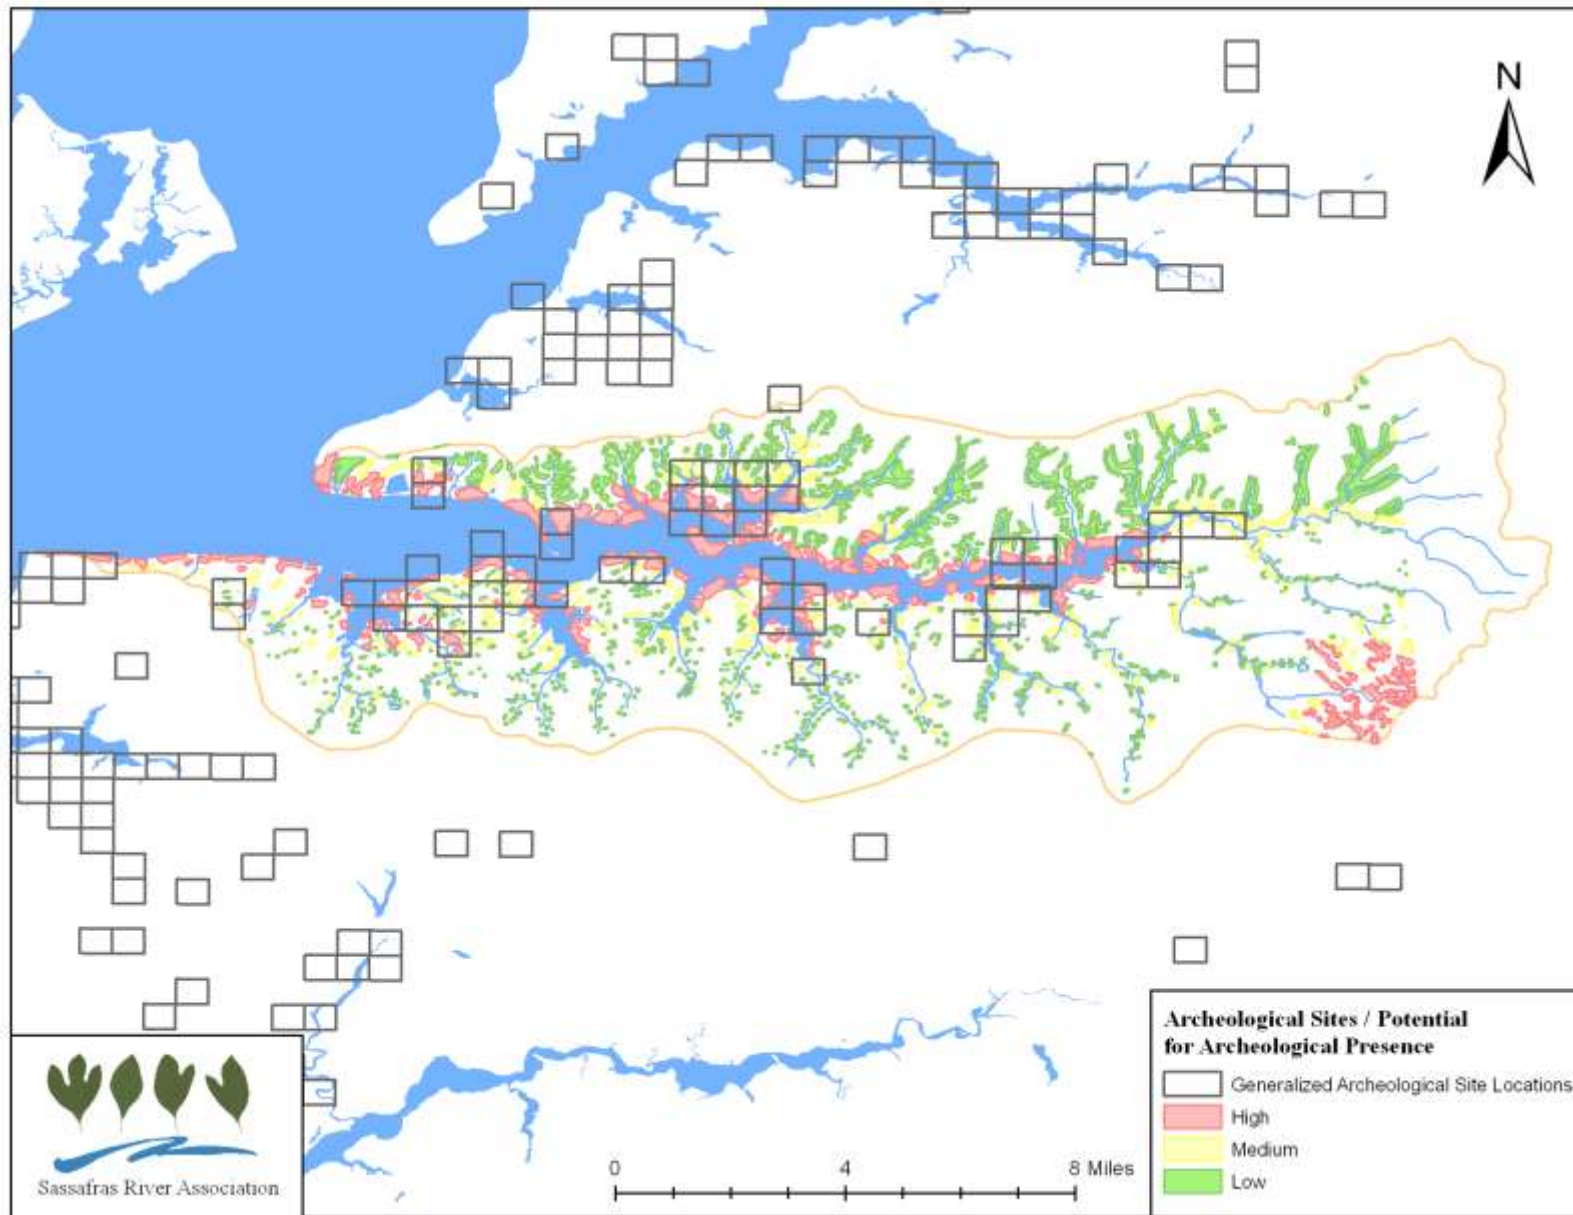 N
Archeological Sites / Potential
for Archeological Presence
Generalized Archeological Site Locations
High
Medium
Low
0 4 8 Miles
Sassafras River Association